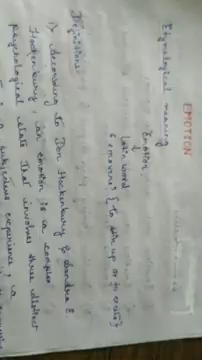 EMOTION
Etymological meaning
Emotion
↓
Latin word
"emovere" { to stir up or to excite }
Definitions
1) According to Don Hockenbury & Sandra E.
Hockenbury, an emotion is a complex
psychological state that involves three distinct
subjective experience, a